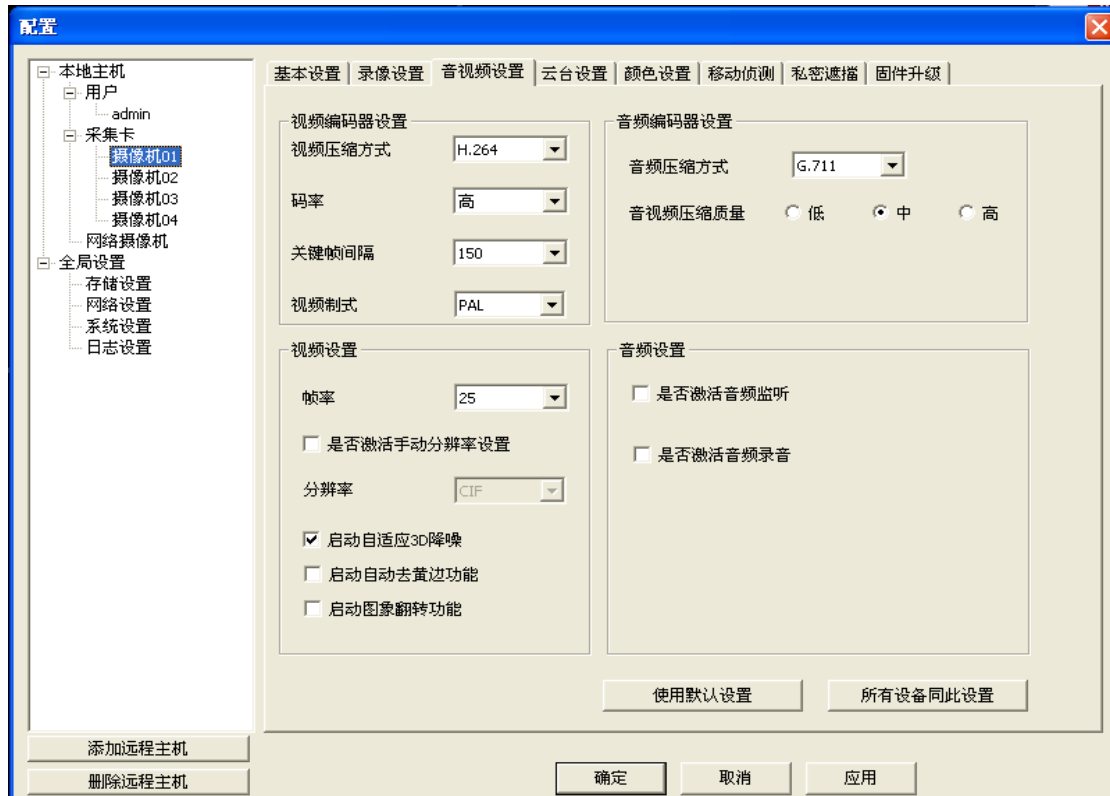 配置
本地主机
用户
admin
采集卡
摄像机01
摄像机02
摄像机03
摄像机04
网络摄像机
全局设置
存储设置
网络设置
系统设置
日志设置
添加远程主机
删除远程主机
基本设置 录像设置 音视频设置 云台设置 颜色设置 移动侦测 私密遮挡 固件升级
视频编码器设置
视频压缩方式 H.264
码率 高
关键帧间隔 150
视频制式 PAL
音频编码器设置
音频压缩方式 G.711
音视频压缩质量 低 中 高
视频设置
帧率 25
是否激活手动分辨率设置
分辨率 CIF
启动自适应3D降噪
启动自动去黄边功能
启动图象翻转功能
音频设置
是否激活音频监听
是否激活音频录音
使用默认设置 所有设备同此设置
确定 取消 应用